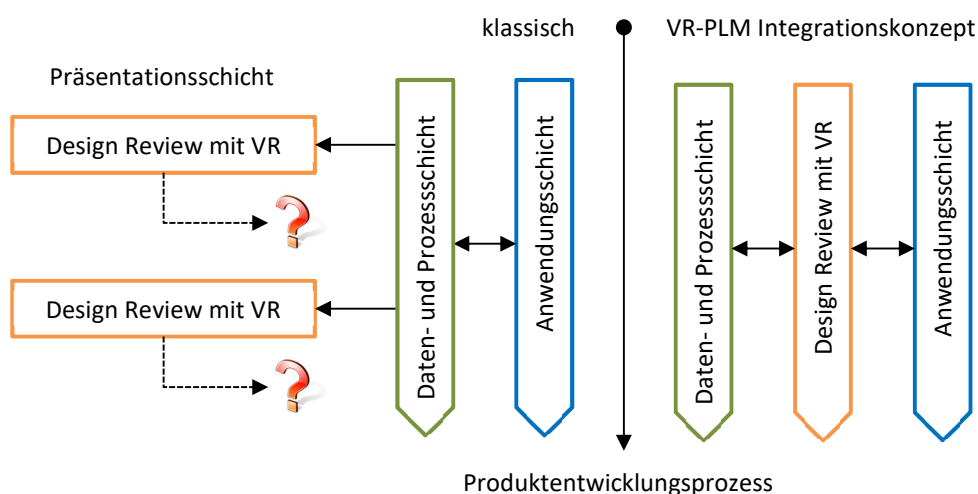 klassisch
VR-PLM Integrationskonzept
Präsentationsschicht
Design Review mit VR
?
Design Review mit VR
?
Daten- und Prozessschicht
Anwendungsschicht
Daten- und Prozessschicht
Design Review mit VR
Anwendungsschicht
Produktentwicklungsprozess